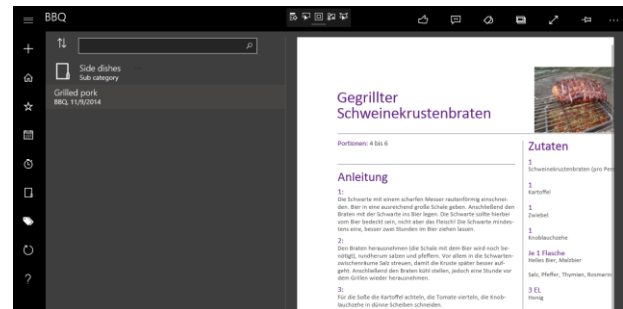 BBQ
Side dishes
Sub category
Grilled pork
BBQ, 11/9/2014
Gegrillter
Schweinekrustenbraten
Portionen: 4 bis 6
Anleitung
1:
Die Schwarte mit einem scharfen Messer rautenförmig einschnei-
den. Bier in eine ausreichend große Schale geben. Anschließend den
Braten mit der Schwarte ins Bier legen. Die Schwarte sollte hierbei
vom Bier bedeckt sein, nicht aber das Fleisch! Die Schwarte mindes-
tens eine, besser zwei Stunden im Bier ziehen lassen.
2:
Den Braten herausnehmen (die Schale mit dem Bier wird noch be-
nötigt), rundherum salzen und pfeffern. Vor allem in die Schwarten-
zwischenräume Salz streuen, damit die Kruste später besser auf-
geht. Anschließend den Braten kühl stellen, jedoch eine Stunde vor
dem Grillen wieder herausnehmen.
3:
Für die Soße die Kartoffel achteln, die Tomate vierteln, die Knob-
lauchzehe in dünne Scheiben schneiden.
Zutaten
1
Schweinekrustenbraten (pro Pers
1
Kartoffel
1
Zwiebel
1
Knoblauchzehe
Je 1 Flasche
Helles Bier, Malzbier
Salz, Pfeffer, Thymian, Rosmarin
3 EL
Honig